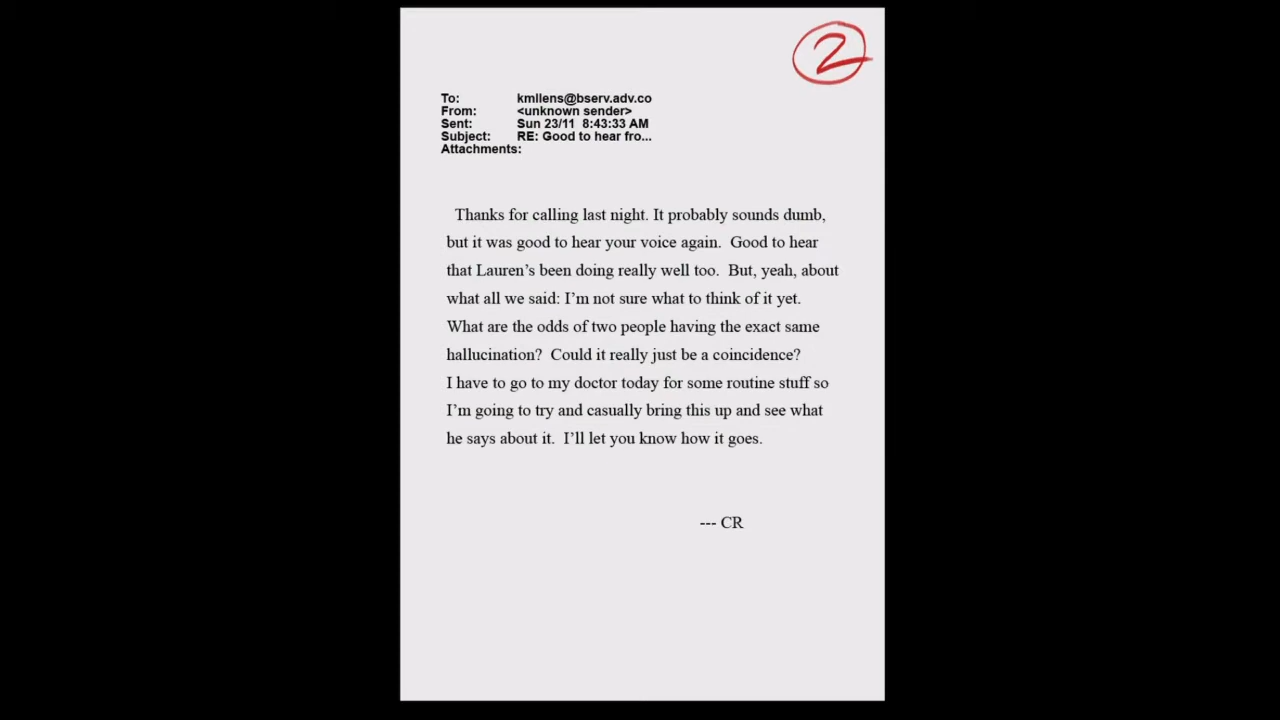 2
To: kmllens@bserv.adv.co
From: <unknown sender>
Sent: Sun 23/11 8:43:33 AM
Subject: RE: Good to hear fro...
Attachments:
Thanks for calling last night. It probably sounds dumb,
but it was good to hear your voice again. Good to hear
that Lauren’s been doing really well too. But, yeah, about
what all we said: I’m not sure what to think of it yet.
What are the odds of two people having the exact same
hallucination? Could it really just be a coincidence?
I have to go to my doctor today for some routine stuff so
I’m going to try and casually bring this up and see what
he says about it. I’ll let you know how it goes.
--- CR